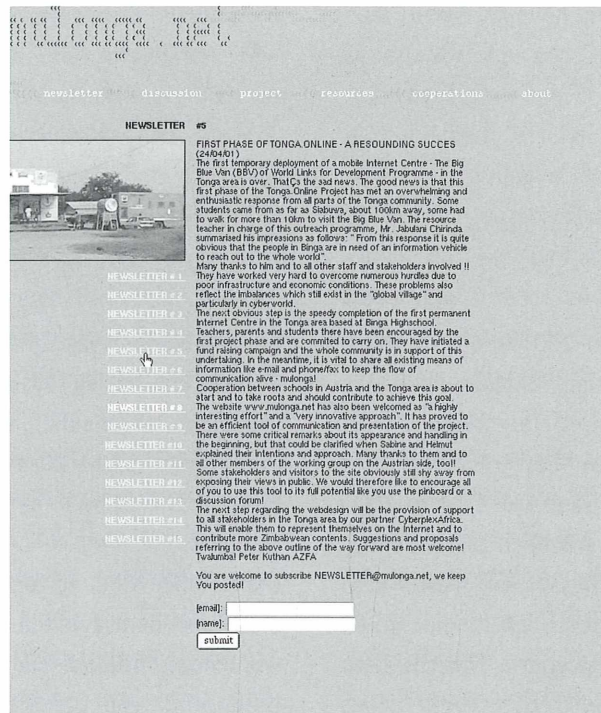 newsletter discussion project resources cooperations about
NEWSLETTER #5
FIRST PHASE OF TONGA.ONLINE - A RESOUNDING SUCCES
(24/04/01 )
The first temporary deployment of a mobile Internet Centre - The Big
Blue Van (BBV) of World Links for Development Programme - in the
Tonga area is over. ThatÇs the sad news. The good news is that this
first phase of the Tonga.Online Project has met an overwhelming and
enthusiastic response from all parts of the Tonga community. Some
students came from as far as Siabuwa, about 100km away, some had
to walk for more than 10km to visit the Big Blue Van. The resource
teacher in charge of this outreach programme, Mr. Jabulani Chirinda
summarised his impressions as follows: " From this response it is quite
obvious that the people in Binga are in need of an information vehicle
to reach out to the whole world".
Many thanks to him and to all other staff and stakeholders involved !!
They have worked very hard to overcome numerous hurdles due to
poor infrastructure and economic conditions. These problems also
reflect the imbalances which still exist in the "global village" and
particularly in cyberworld.
The next obvious step is the speedy completion of the first permanent
Internet Centre in the Tonga area based at Binga Highschool.
Teachers, parents and students there have been encouraged by the
first project phase and are commited to carry on. They have initiated a
fund raising campaign and the whole community is in support of this
undertaking. In the meantime, it is vital to share all existing means of
information like e-mail and phone/fax to keep the flow of
communication alive - mulonga!
Cooperation between schools in Austria and the Tonga area is about to
start and to take roots and should contribute to achieve this goal.
The website www.mulonga.net has also been welcomed as "a highly
interesting effort" and a "very innovative approach". It has proved to
be an efficient tool of communication and presentation of the project.
There were some critical remarks about its appearance and handling in
the beginning, but that could be clarified when Sabine and Helmut
explained their intentions and approach. Many thanks to them and to
all other members of the working group on the Austrian side, too!!
Some stakeholders and visitors to the site obviously still shy away from
exposing their views in public. We would therefore like to encourage all
of you to use this tool to its full potential like you use the pinboard or a
discussion forum!
The next step regarding the webdesign will be the provision of support
to all stakeholders in the Tonga area by our partner CyberplexAfrica.
This will enable them to represent themselves on the Internet and to
contribute more Zimbabwean contents. Suggestions and proposals
referring to the above outline of the way forward are most welcome!
Twalumba! Peter Kuthan AZFA
You are welcome to subscribe NEWSLETTER@mulonga.net, we keep
You posted!
[email]:
[name]:
submit
NEWSLETTER # 1
NEWSLETTER # 2
NEWSLETTER # 3
NEWSLETTER # 4
NEWSLETTER # 5
NEWSLETTER # 6
NEWSLETTER # 7
NEWSLETTER # 8
NEWSLETTER # 9
NEWSLETTER #10
NEWSLETTER #11
NEWSLETTER #12
NEWSLETTER #13
NEWSLETTER #14
NEWSLETTER #15